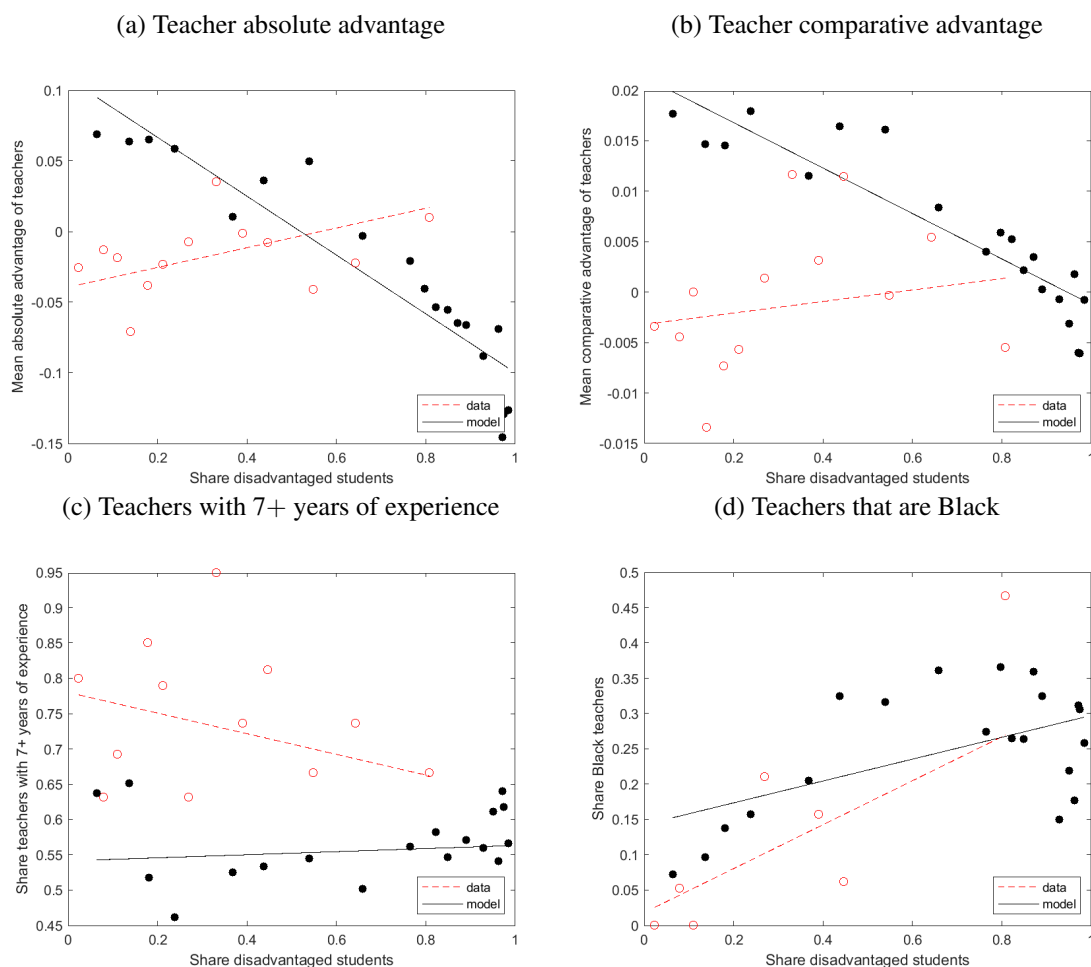 (a) Teacher absolute advantage
0.1
0.05
0
-0.05
-0.1
-0.15
Mean absolute advantage of teachers
data
model
0 0.2 0.4 0.6 0.8 1
Share disadvantaged students
(b) Teacher comparative advantage
0.02
0.015
0.01
0.005
0
-0.005
-0.01
-0.015
Mean comparative advantage of teachers
data
model
0 0.2 0.4 0.6 0.8 1
Share disadvantaged students
(c) Teachers with 7+ years of experience
0.95
0.9
0.85
0.8
0.75
0.7
0.65
0.6
0.55
0.5
0.45
Share teachers with 7+ years of experience
data
model
0 0.2 0.4 0.6 0.8 1
Share disadvantaged students
(d) Teachers that are Black
0.5
0.45
0.4
0.35
0.3
0.25
0.2
0.15
0.1
0.05
0
Share Black teachers
data
model
0 0.2 0.4 0.6 0.8 1
Share disadvantaged students